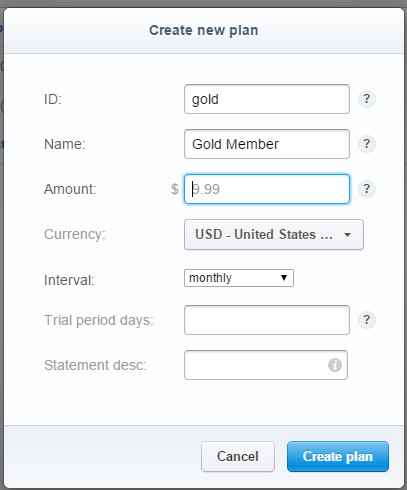 Create new plan
ID: gold ?
Name: Gold Member ?
Amount: $ 9.99 ?
Currency: USD - United States ...
Interval: monthly
Trial period days: ?
Statement desc: i
Cancel Create plan